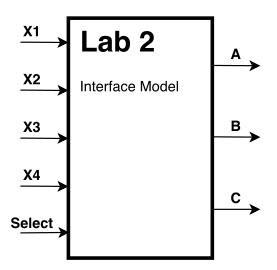 X1
Lab 2
A
X2
Interface Model
X3
B
X4
C
Select